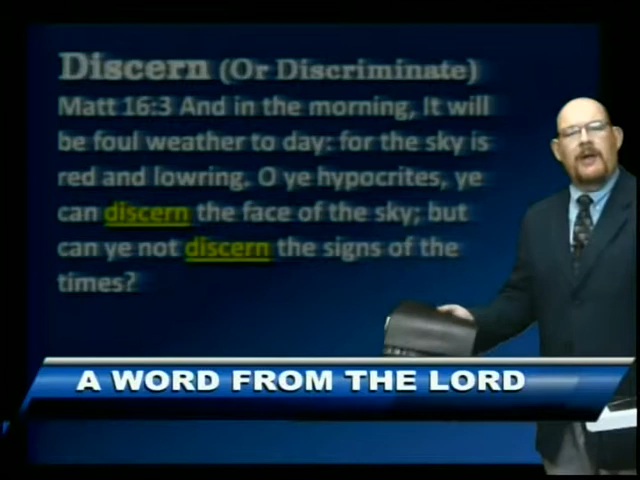 Discern (Or Discriminate)
Matt 16:3 And in the morning, It will
be foul weather to day: for the sky is
red and lowring. O ye hypocrites, ye
can discern the face of the sky; but
can ye not discern the signs of the
times?
A WORD FROM THE LORD